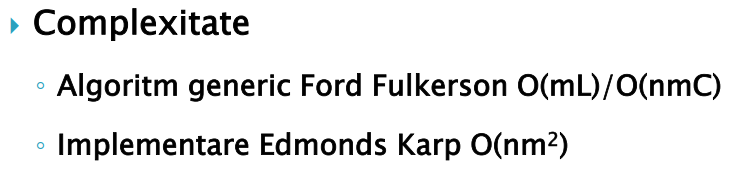 Complexitate
Algoritm generic Ford Fulkerson O(mL)/O(nmC)
Implementare Edmonds Karp O(nm²)